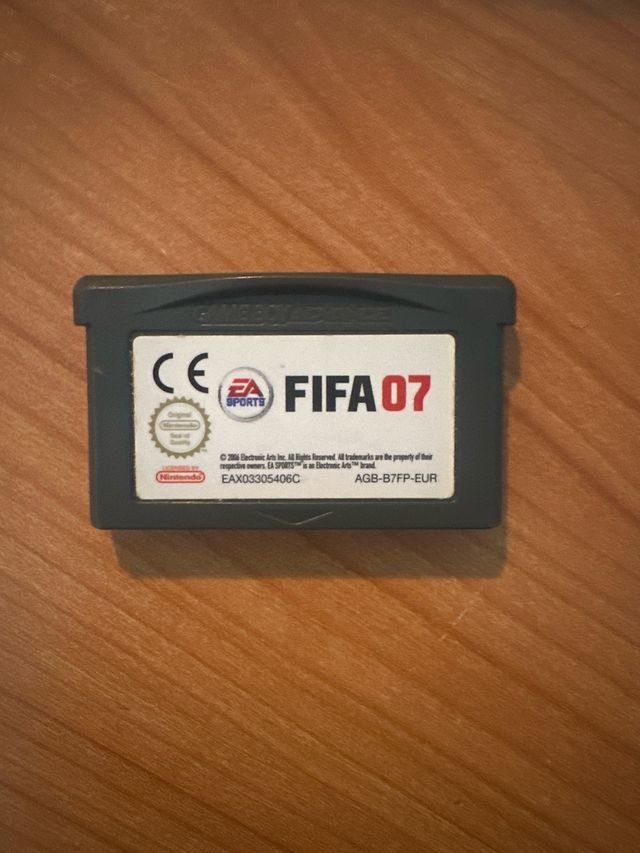 GAME BOY ADVANCE
CE
EA
SPORTS
FIFA 07
Original
Nintendo
Seal of
Quality
© 2006 Electronic Arts Inc. All Rights Reserved. All trademarks are the property of their
respective owners. EA SPORTS™ is an Electronic Arts™ brand.
LICENSED BY
Nintendo
EAX03305406C
AGB-B7FP-EUR